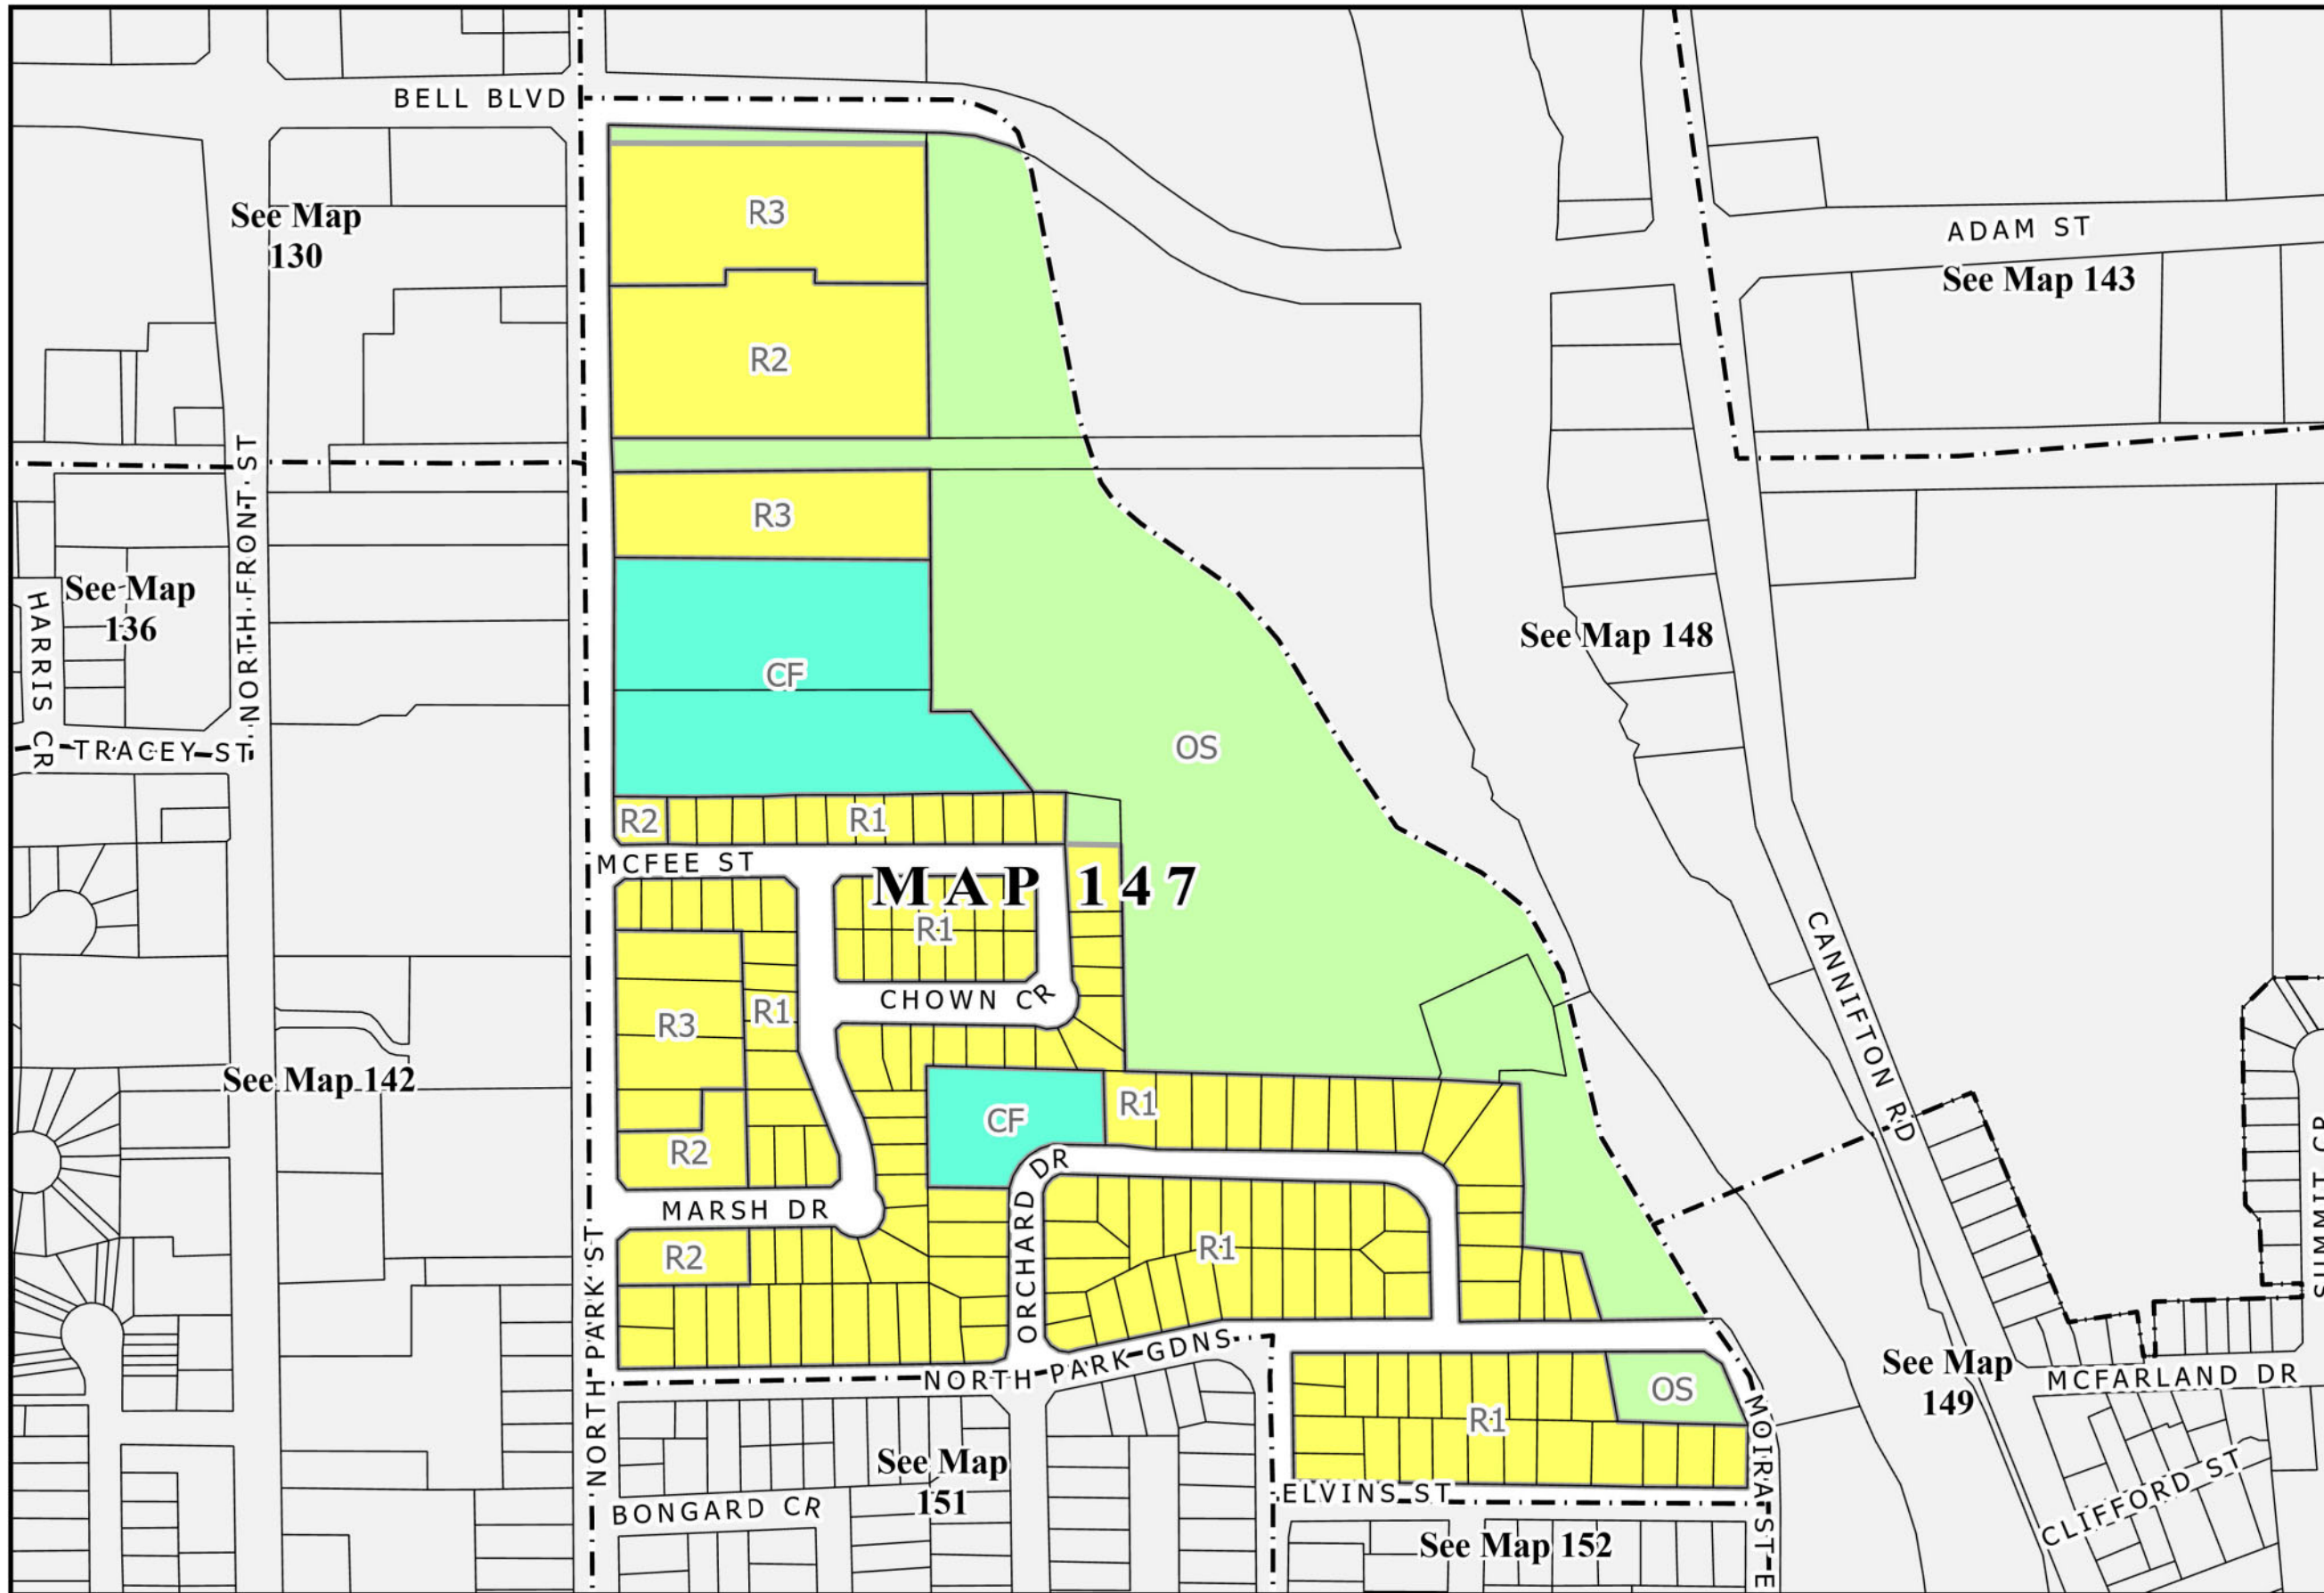 BELL BLVD
R3
See Map
130
ADAM ST
See Map 143
R2
NORTH FRONT ST
R3
See Map
136
HARRIS CR
See Map 148
CF
OS
TRACEY ST
R2
R1
MCFEE ST
MAP 147
R1
CHOWN CR
R1
R3
CANNIFTON RD
See Map 142
CF
R1
R2
ORCHARD DR
MARSH DR
SUMMIT CR
R2
R1
NORTH PARK ST
NORTH PARK GDNS
See Map
149
MCFARLAND DR
OS
R1
MOIRA ST E
See Map
151
ELVINS ST
BONGARD CR
CLIFFORD ST
See Map 152